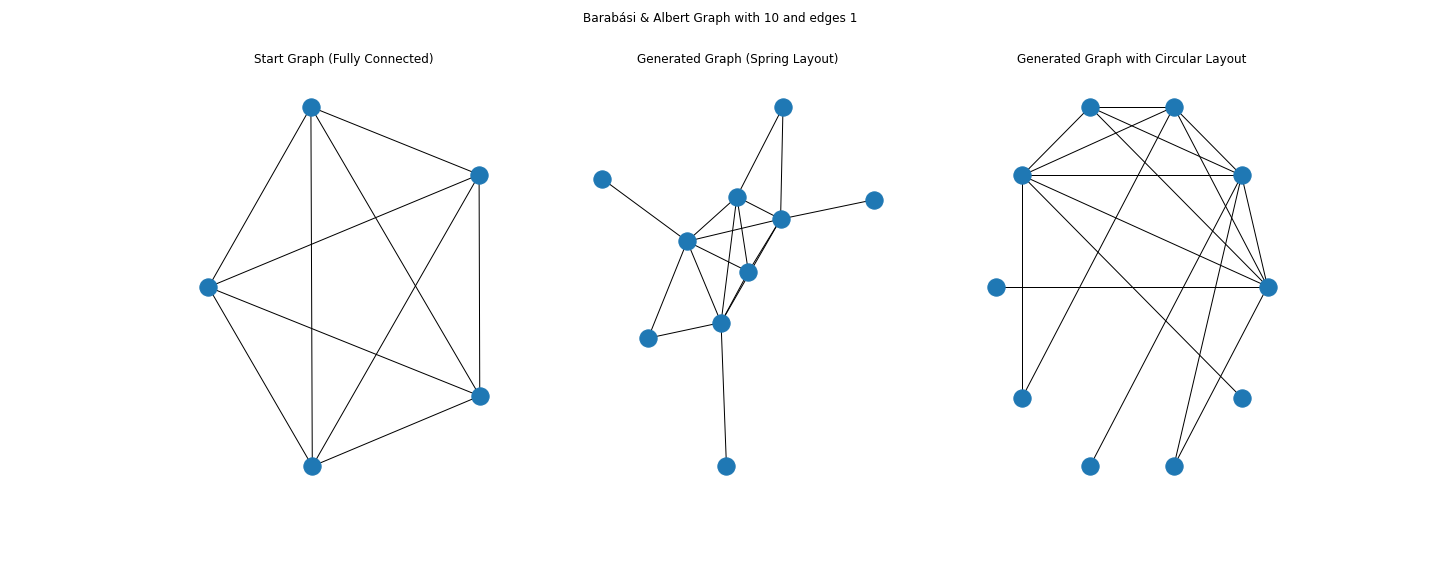 Barabási & Albert Graph with 10 and edges 1
Start Graph (Fully Connected)
Generated Graph (Spring Layout)
Generated Graph with Circular Layout